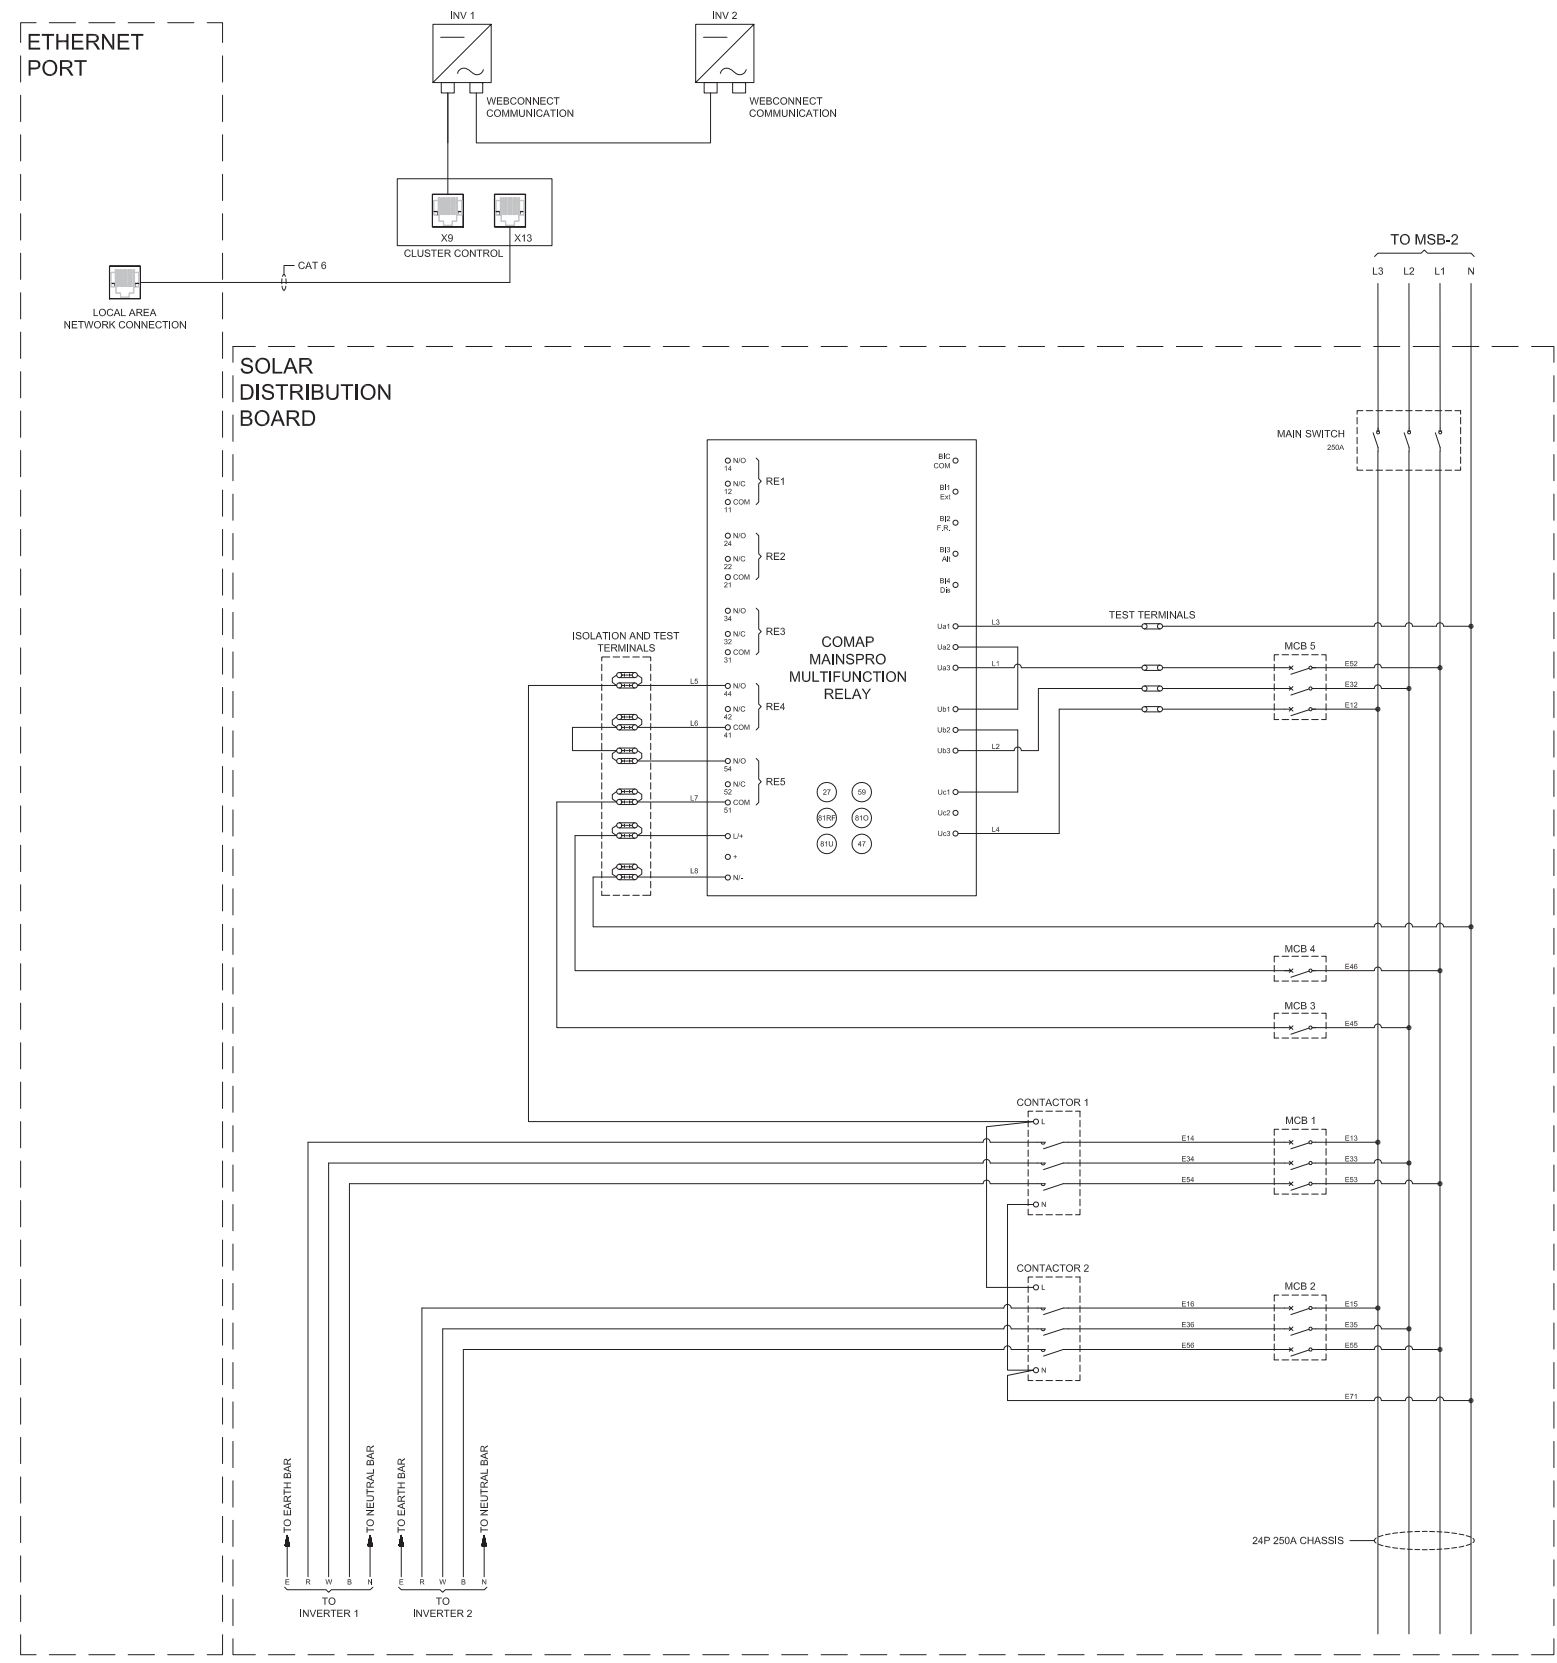 INV 1
INV 2
ETHERNET
PORT
WEBCONNECT
COMMUNICATION
WEBCONNECT
COMMUNICATION
X9
X13
CLUSTER CONTROL
CAT 6
LOCAL AREA
NETWORK CONNECTION
TO MSB-2
L3
L2
L1
N
SOLAR
DISTRIBUTION
BOARD
MAIN SWITCH
250A
N/O
14
N/C
12
COM
11
RE1
N/O
24
N/C
22
COM
21
RE2
N/O
34
N/C
32
COM
31
RE3
N/O
44
N/C
42
COM
41
RE4
N/O
54
N/C
52
COM
51
RE5
L/+
+
N/-
BIC
COM
BI1
Ext
BI2
F.R.
BI3
Alt
BI4
Dis
Ua1
Ua2
Ua3
Ub1
Ub2
Ub3
Uc1
Uc2
Uc3
COMAP
MAINSPRO
MULTIFUNCTION
RELAY
27
59
81RF
81O
81U
47
ISOLATION AND TEST
TERMINALS
L5
L6
L7
L8
L3
L1
L2
L4
TEST TERMINALS
MCB 5
E52
E32
E12
MCB 4
E46
MCB 3
E45
CONTACTOR 1
L
N
E14
E34
E54
MCB 1
E13
E33
E53
CONTACTOR 2
L
N
E16
E36
E56
MCB 2
E15
E35
E55
E71
TO EARTH BAR
TO NEUTRAL BAR
TO EARTH BAR
TO NEUTRAL BAR
24P 250A CHASSIS
E
R
W
B
N
E
R
W
B
N
TO
INVERTER 1
TO
INVERTER 2